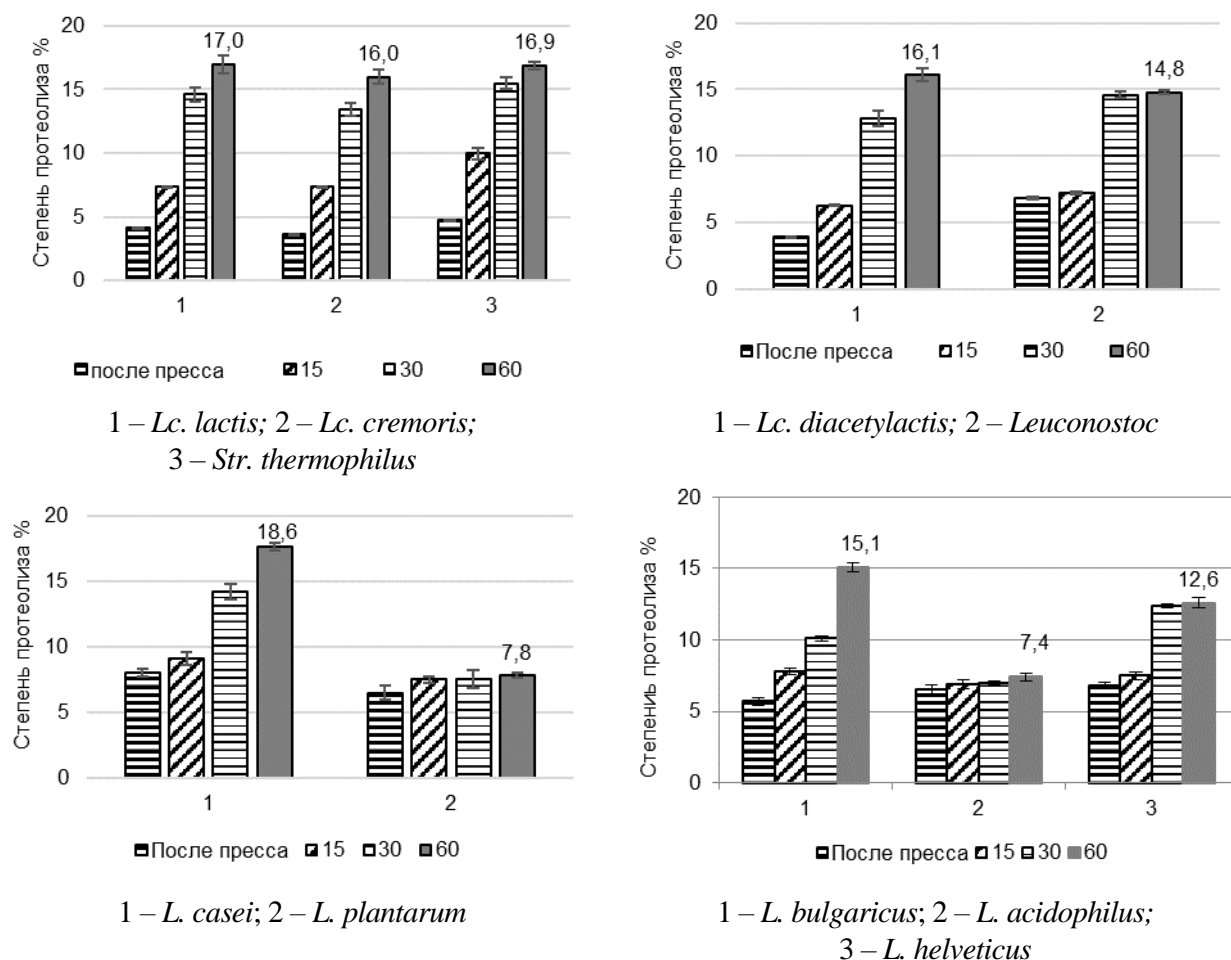 Степень протеолиза %
20
15
10
5
0
17,0
16,0
16,9
1
2
3
после пресса 15 30 60
1 – Lc. lactis; 2 – Lc. cremoris;
3 – Str. thermophilus
Степень протеолиза %
20
15
10
5
0
16,1
14,8
1
2
После пресса 15 30 60
1 – Lc. diacetylactis; 2 – Leuconostoc
Степень протеолиза %
20
15
10
5
0
18,6
7,8
1
2
После пресса 15 30 60
1 – L. casei; 2 – L. plantarum
Степениь протеолиза %
20
15
10
5
0
15,1
7,4
12,6
1
2
3
После пресса 15 30 60
1 – L. bulgaricus; 2 – L. acidophilus;
3 – L. helveticus